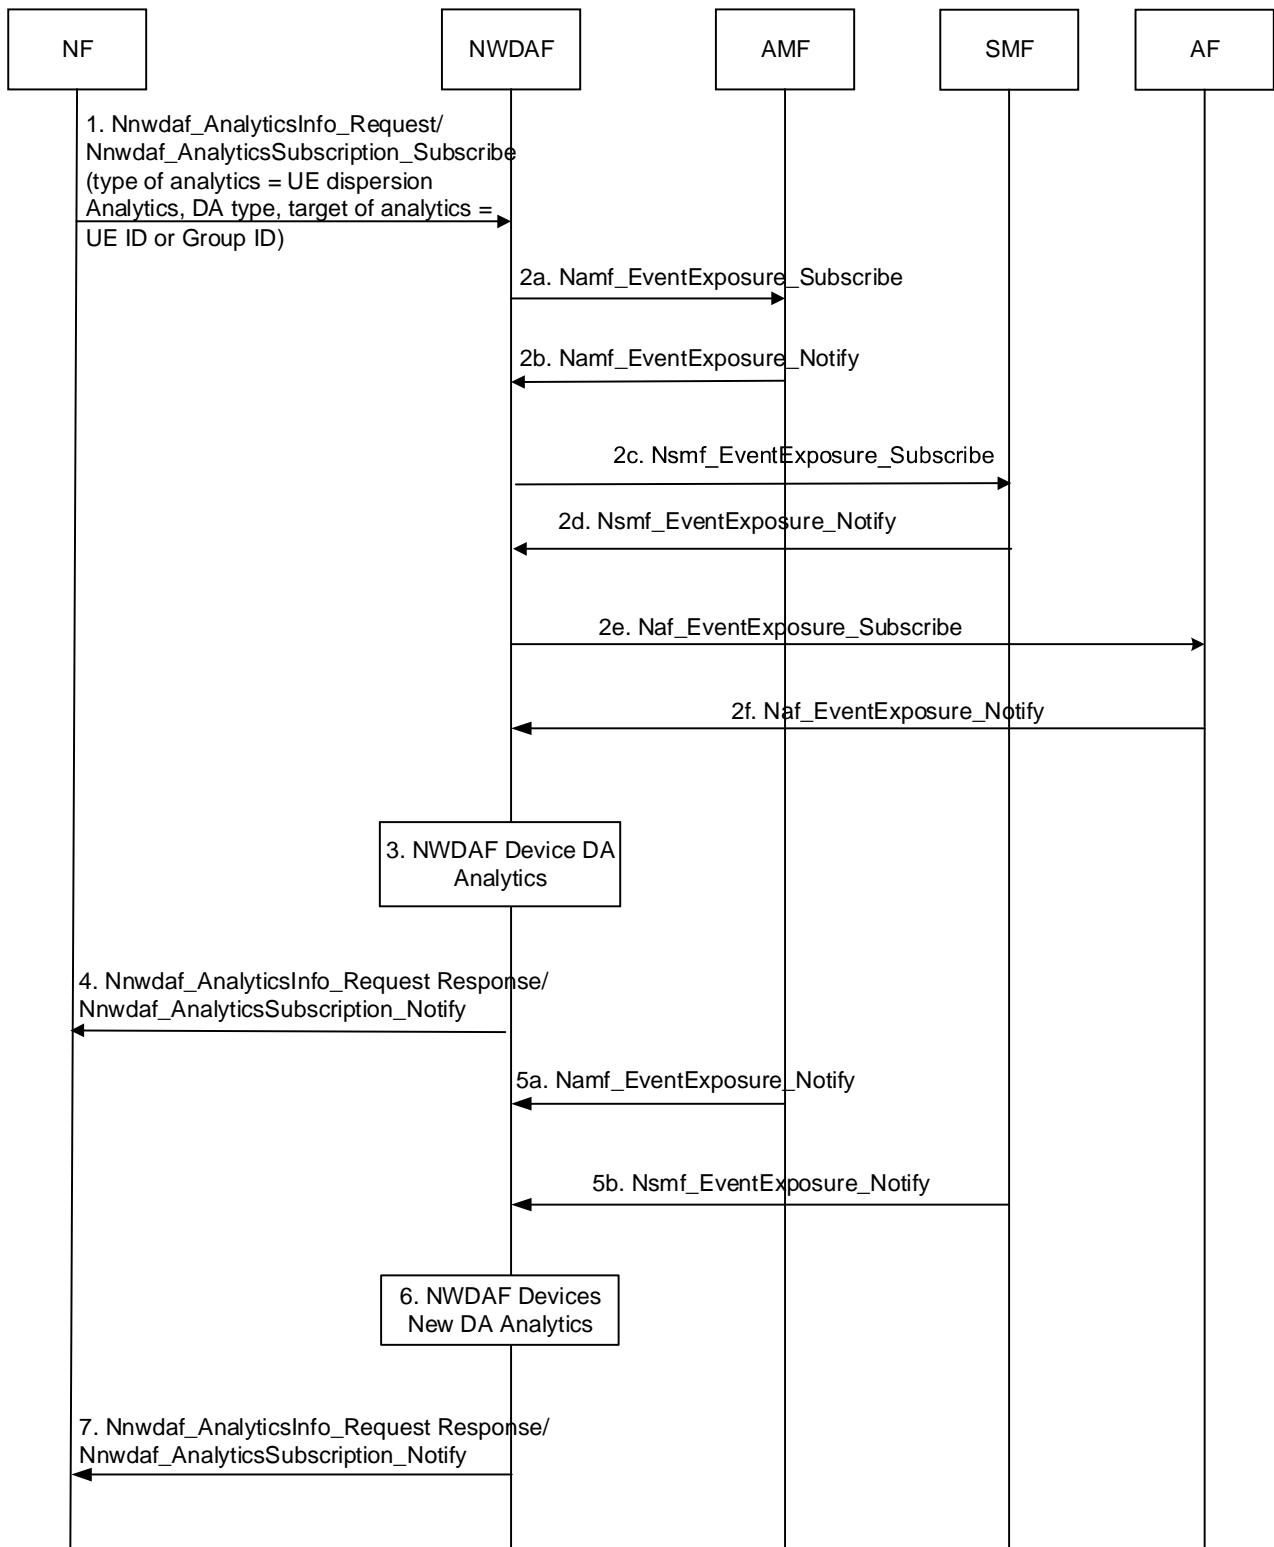 NF
NWDAF
AMF
SMF
AF
1. Nnwdaf_AnalyticsInfo_Request/
Nnwdaf_AnalyticsSubscription_Subscribe
(type of analytics = UE dispersion
Analytics, DA type, target of analytics =
UE ID or Group ID)
2a. Namf_EventExposure_Subscribe
2b. Namf_EventExposure_Notify
2c. Nsmf_EventExposure_Subscribe
2d. Nsmf_EventExposure_Notify
2e. Naf_EventExposure_Subscribe
2f. Naf_EventExposure_Notify
3. NWDAF Device DA
Analytics
4. Nnwdaf_AnalyticsInfo_Request Response/
Nnwdaf_AnalyticsSubscription_Notify
5a. Namf_EventExposure_Notify
5b. Nsmf_EventExposure_Notify
6. NWDAF Devices
New DA Analytics
7. Nnwdaf_AnalyticsInfo_Request Response/
Nnwdaf_AnalyticsSubscription_Notify